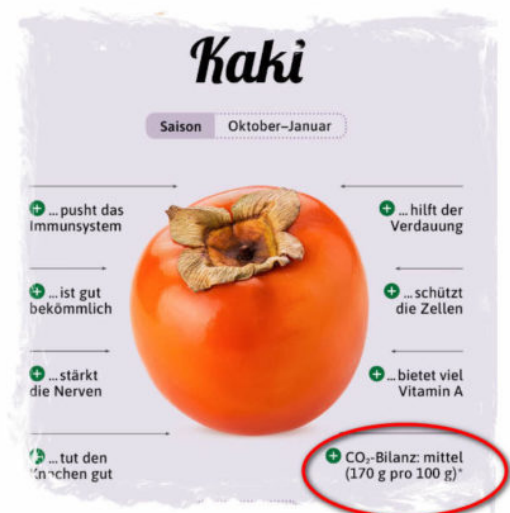 Kaki
Saison Oktober–Januar
... pusht das
Immunsystem
... hilft der
Verdauung
... ist gut
bekömmlich
... schützt
die Zellen
... stärkt
die Nerven
... bietet viel
Vitamin A
... tut den
Knochen gut
CO₂-Bilanz: mittel
(170 g pro 100 g)*